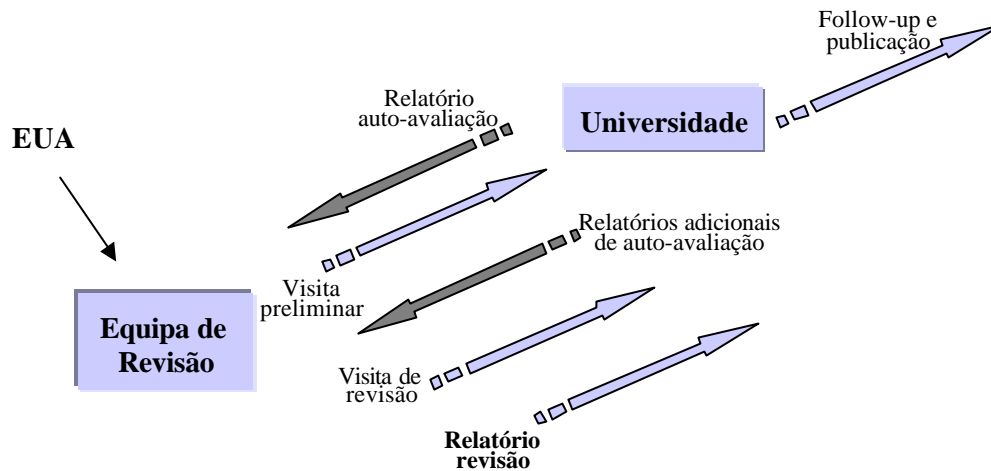 Follow-up e
publicação
Relatório
auto-avaliação
Universidade
EUA
Relatórios adicionais
de auto-avaliação
Visita
preliminar
Equipa de
Revisão
Visita de
revisão
Relatório
revisão